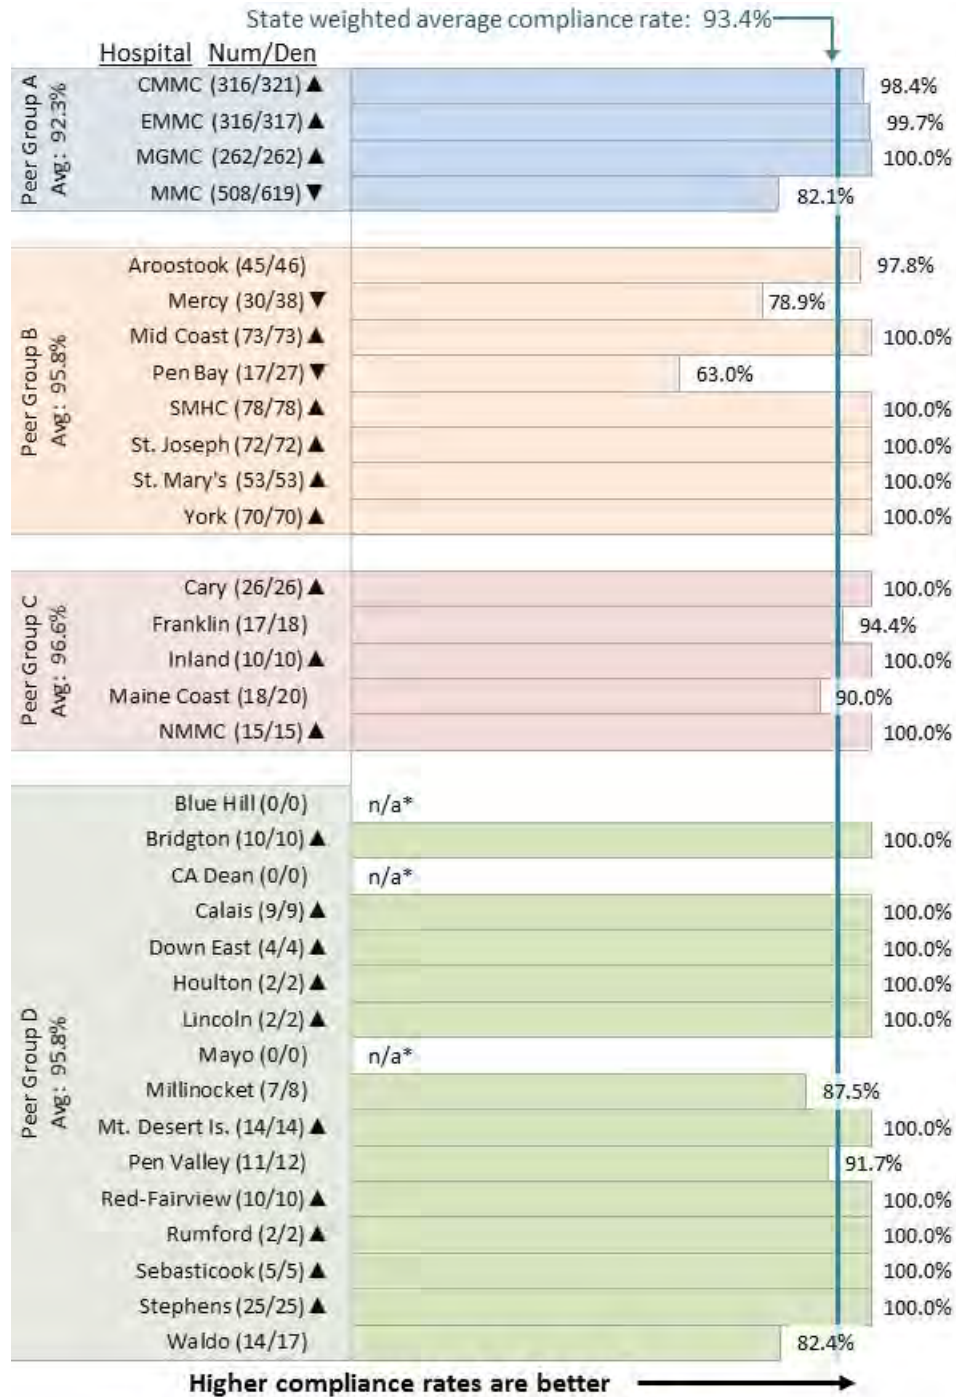 State weighted average compliance rate: 93.4%
Hospital Num/Den
Peer Group A
Avg: 92.3%
CMMC (316/321) ▲ 98.4%
EMMC (316/317) ▲ 99.7%
MGMC (262/262) ▲ 100.0%
MMC (508/619) ▼ 82.1%
Peer Group B
Avg: 95.8%
Aroostook (45/46) 97.8%
Mercy (30/38) ▼ 78.9%
Mid Coast (73/73) ▲ 100.0%
Pen Bay (17/27) ▼ 63.0%
SMHC (78/78) ▲ 100.0%
St. Joseph (72/72) ▲ 100.0%
St. Mary's (53/53) ▲ 100.0%
York (70/70) ▲ 100.0%
Peer Group C
Avg: 96.6%
Cary (26/26) ▲ 100.0%
Franklin (17/18) 94.4%
Inland (10/10) ▲ 100.0%
Maine Coast (18/20) 90.0%
NMMC (15/15) ▲ 100.0%
Peer Group D
Avg: 95.8%
Blue Hill (0/0) n/a*
Bridgton (10/10) ▲ 100.0%
CA Dean (0/0) n/a*
Calais (9/9) ▲ 100.0%
Down East (4/4) ▲ 100.0%
Houlton (2/2) ▲ 100.0%
Lincoln (2/2) ▲ 100.0%
Mayo (0/0) n/a*
Millinocket (7/8) 87.5%
Mt. Desert Is. (14/14) ▲ 100.0%
Pen Valley (11/12) 91.7%
Red-Fairview (10/10) ▲ 100.0%
Rumford (2/2) ▲ 100.0%
Sebasticook (5/5) ▲ 100.0%
Stephens (25/25) ▲ 100.0%
Waldo (14/17) 82.4%
Higher compliance rates are better